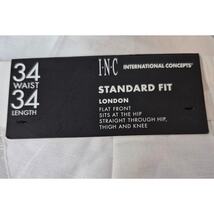 34
WAIST
34
LENGTH
I·N·C INTERNATIONAL CONCEPTS®
STANDARD FIT
LONDON
FLAT FRONT
SITS AT THE HIP
STRAIGHT THROUGH HIP,
THIGH AND KNEE